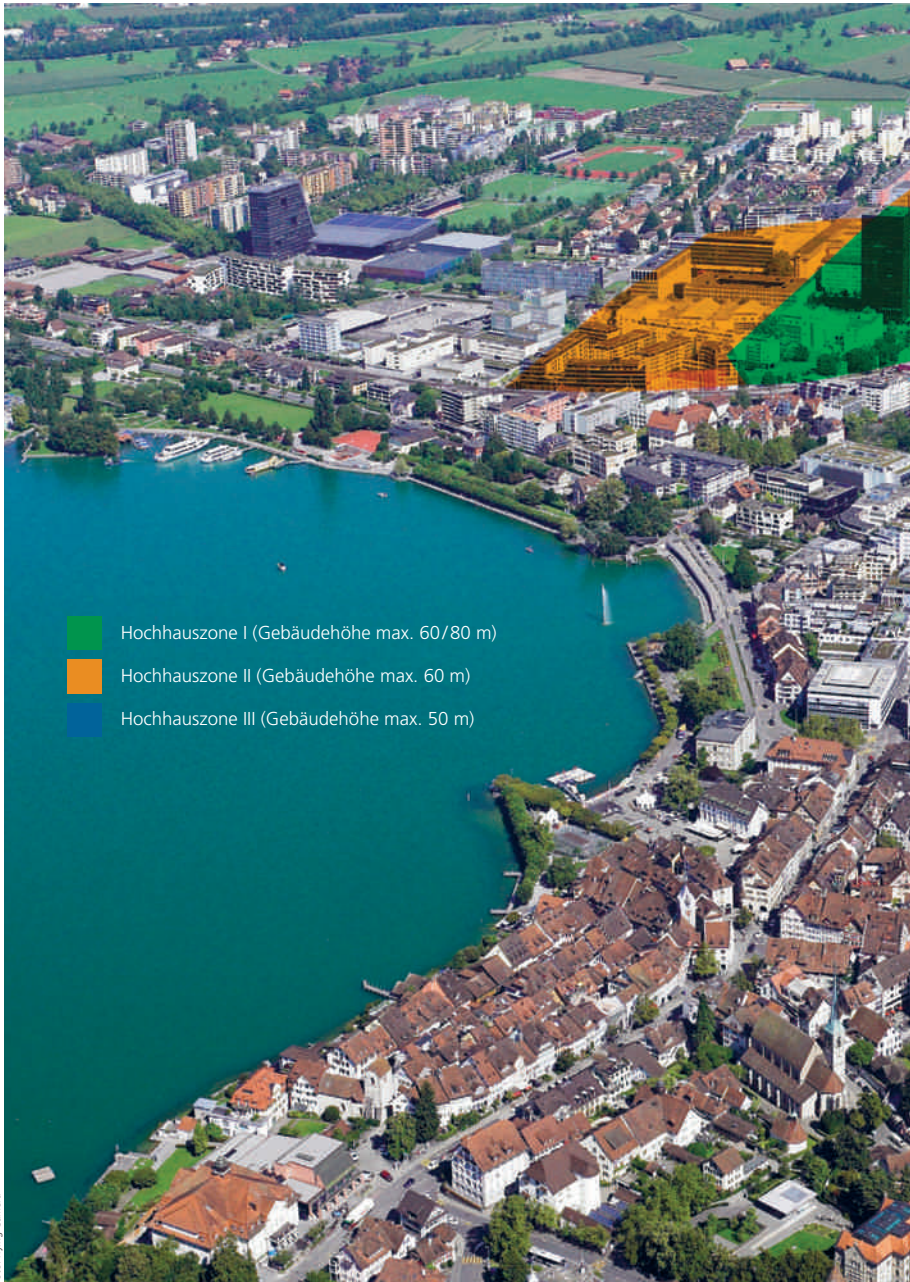 Hochhauszone I (Gebäudehöhe max. 60/80 m)
Hochhauszone II (Gebäudehöhe max. 60 m)
Hochhauszone III (Gebäudehöhe max. 50 m)